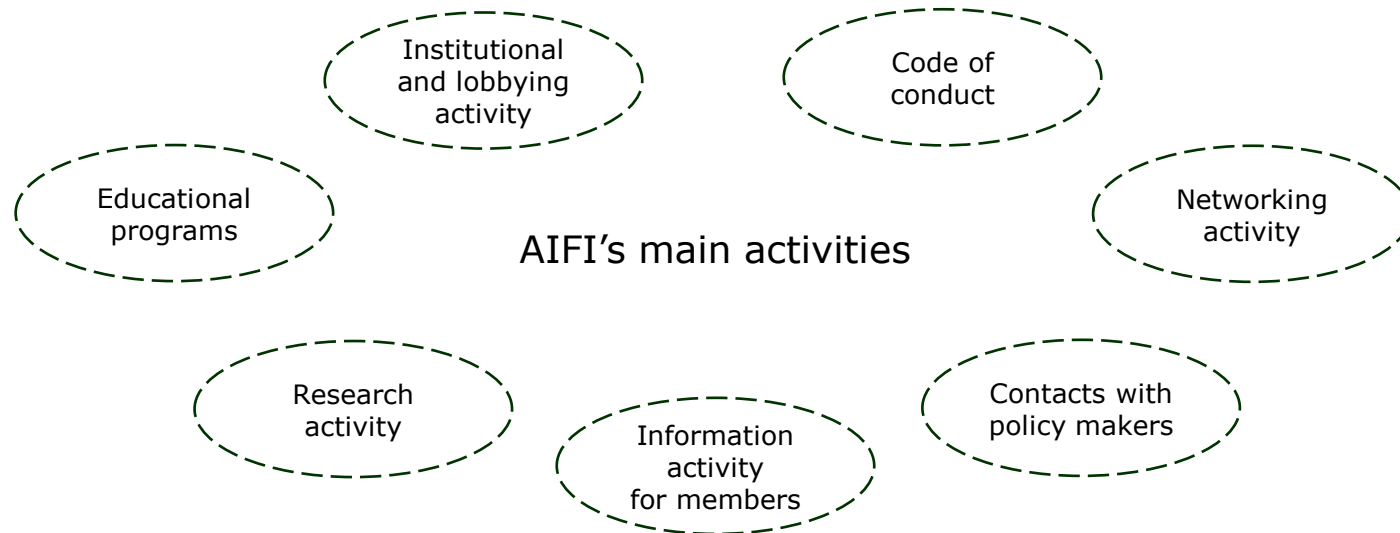 Institutional
and lobbying
activity
Code of
conduct
Educational
programs
Networking
activity
AIFI’s main activities
Research
activity
Contacts with
policy makers
Information
activity
for members